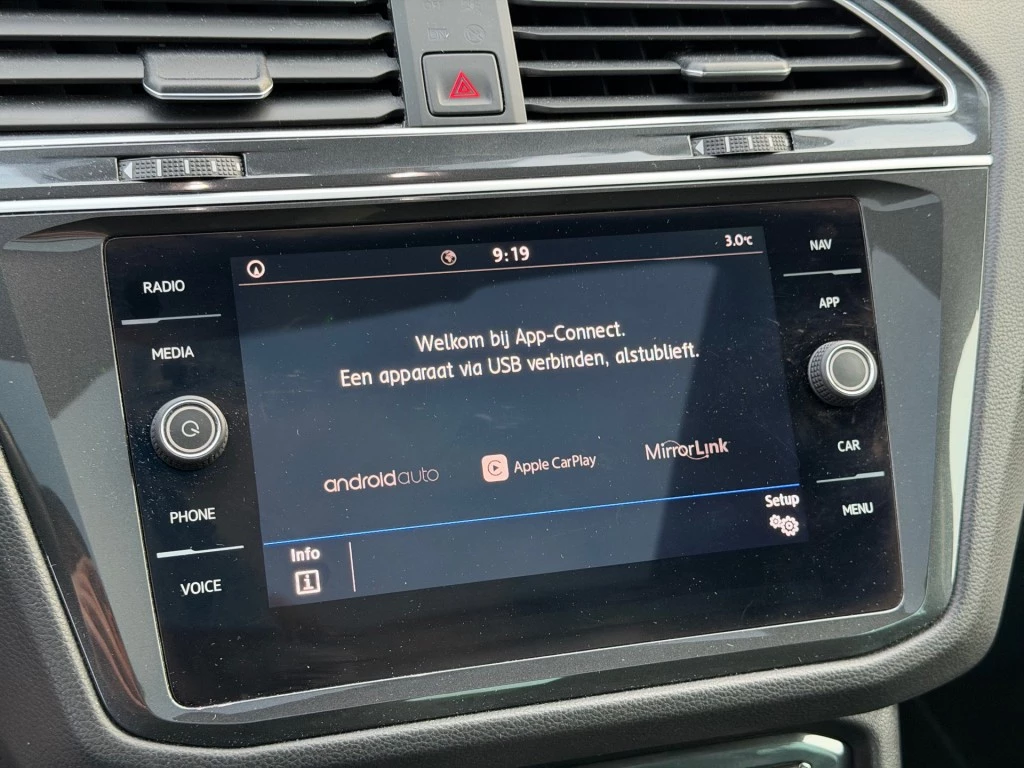 RADIO
MEDIA
PHONE
VOICE
9:19
3.0°C
Welkom bij App-Connect.
Een apparaat via USB verbinden, alstublieft.
androidauto
Apple CarPlay
MirrorLink
Info
i
Setup
NAV
APP
CAR
MENU